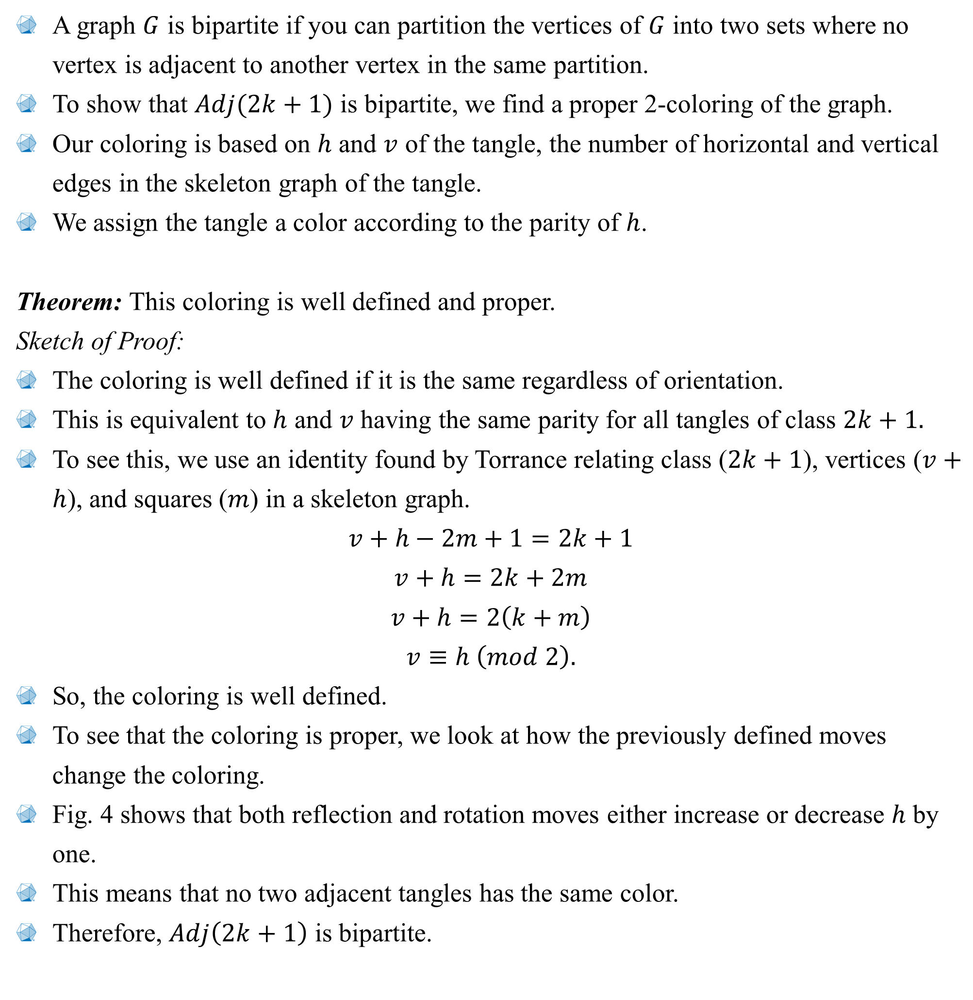 A graph 𝐺 is bipartite if you can partition the vertices of 𝐺 into two sets where no
vertex is adjacent to another vertex in the same partition.
To show that 𝐴𝑑𝑗(2𝑘 + 1) is bipartite, we find a proper 2-coloring of the graph.
Our coloring is based on ℎ and 𝑣 of the tangle, the number of horizontal and vertical
edges in the skeleton graph of the tangle.
We assign the tangle a color according to the parity of ℎ.
Theorem: This coloring is well defined and proper.
Sketch of Proof:
The coloring is well defined if it is the same regardless of orientation.
This is equivalent to ℎ and 𝑣 having the same parity for all tangles of class 2𝑘 + 1.
To see this, we use an identity found by Torrance relating class (2𝑘 + 1), vertices (𝑣 +
ℎ), and squares (𝑚) in a skeleton graph.
𝑣 + ℎ − 2𝑚 + 1 = 2𝑘 + 1
𝑣 + ℎ = 2𝑘 + 2𝑚
𝑣 + ℎ = 2(𝑘 + 𝑚)
𝑣 ≡ ℎ (𝑚𝑜𝑑 2).
So, the coloring is well defined.
To see that the coloring is proper, we look at how the previously defined moves
change the coloring.
Fig. 4 shows that both reflection and rotation moves either increase or decrease ℎ by
one.
This means that no two adjacent tangles has the same color.
Therefore, 𝐴𝑑𝑗(2𝑘 + 1) is bipartite.